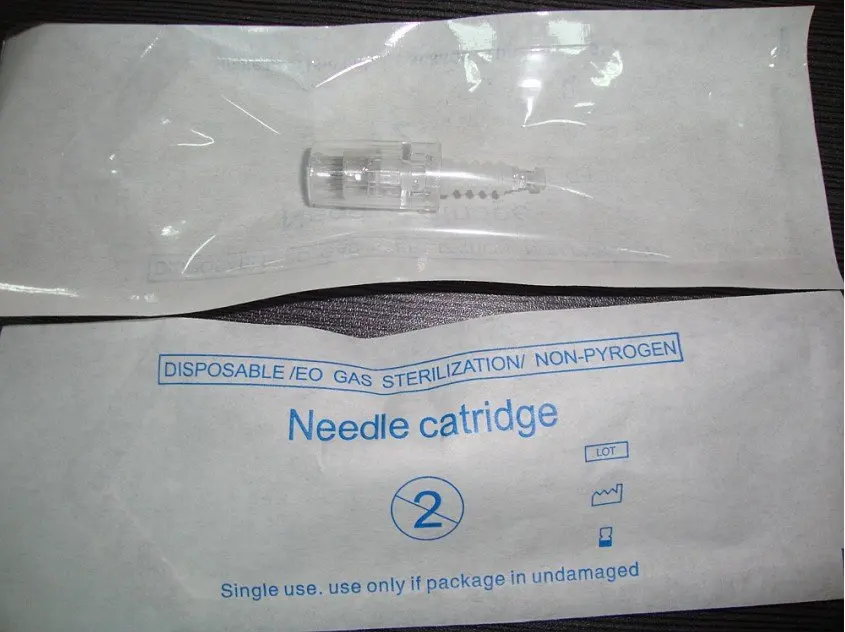 DISPOSABLE /EO GAS STERILIZATION/ NON-PYROGEN
Needle catridge
LOT
2
Single use. use only if package in undamaged